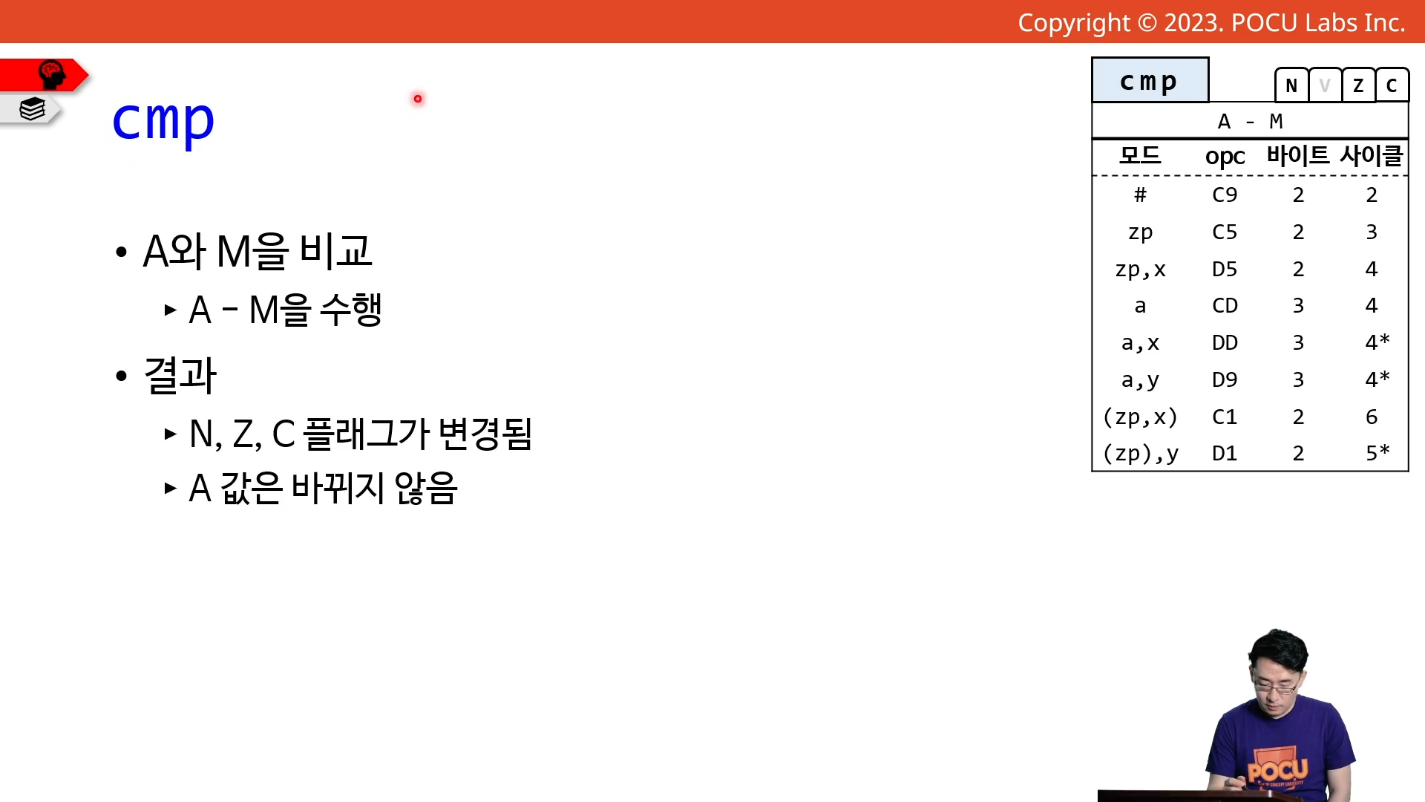 Copyright © 2023. POCU Labs Inc.
cmp
• A와 M을 비교
▸ A – M을 수행
• 결과
▸ N, Z, C 플래그가 변경됨
▸ A 값은 바뀌지 않음
cmp N V Z C
A - M
모드 opc 바이트 사이클
# C9 2 2
zp C5 2 3
zp,x D5 2 4
a CD 3 4
a,x DD 3 4*
a,y D9 3 4*
(zp,x) C1 2 6
(zp),y D1 2 5*
POCU